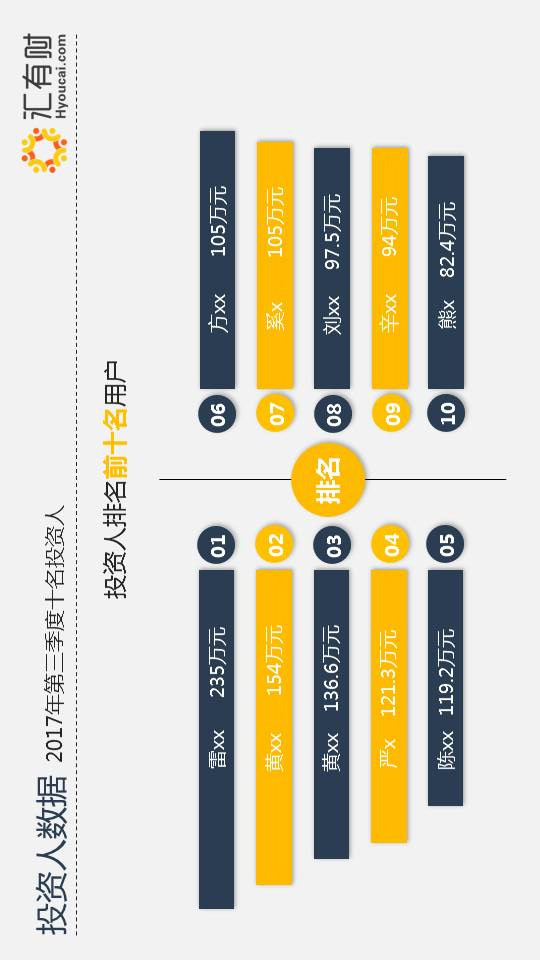 投资人数据 2017年第三季度十名投资人
汇有财
Hyoucai.com
投资人排名前十名用户
排名
雷xx 235万元 01
黄xx 154万元 02
黄xx 136.6万元 03
严x 121.3万元 04
陈xx 119.2万元 05
06 方xx 105万元
07 奚x 105万元
08 刘xx 97.5万元
09 辛xx 94万元
10 熊x 82.4万元